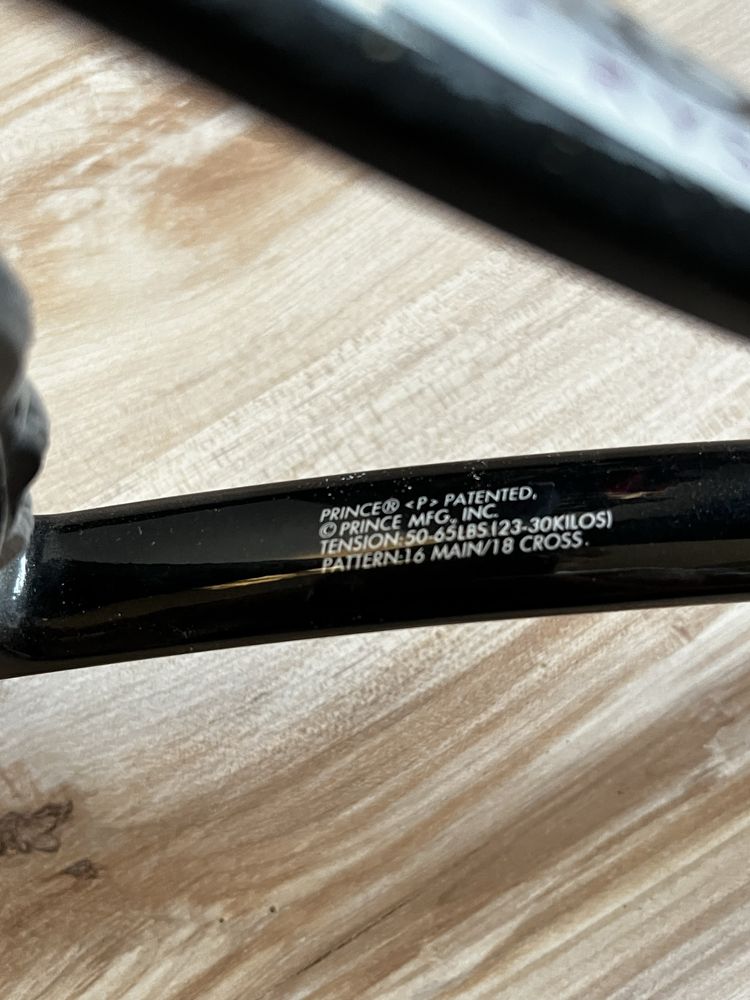 PRINCE® <P> PATENTED,
© PRINCE MFG., INC.
TENSION:50-65LBS.(23-30KILOS)
PATTERN:16 MAIN/18 CROSS.